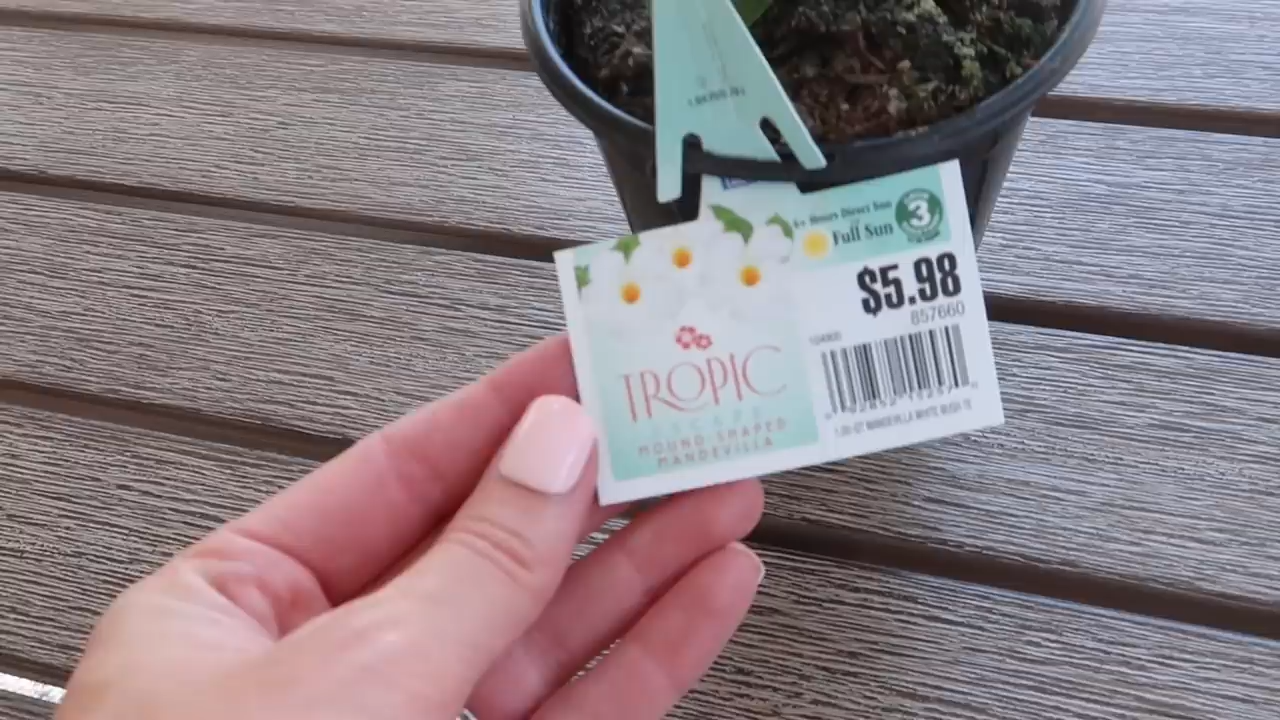 6+ Hours Direct Sun
Full Sun
3
$5.98
857660
TROPIC
ESCAPE
MOUND-SHAPED
MANDEVILLA
MANDEVILLA WHITE BUSH